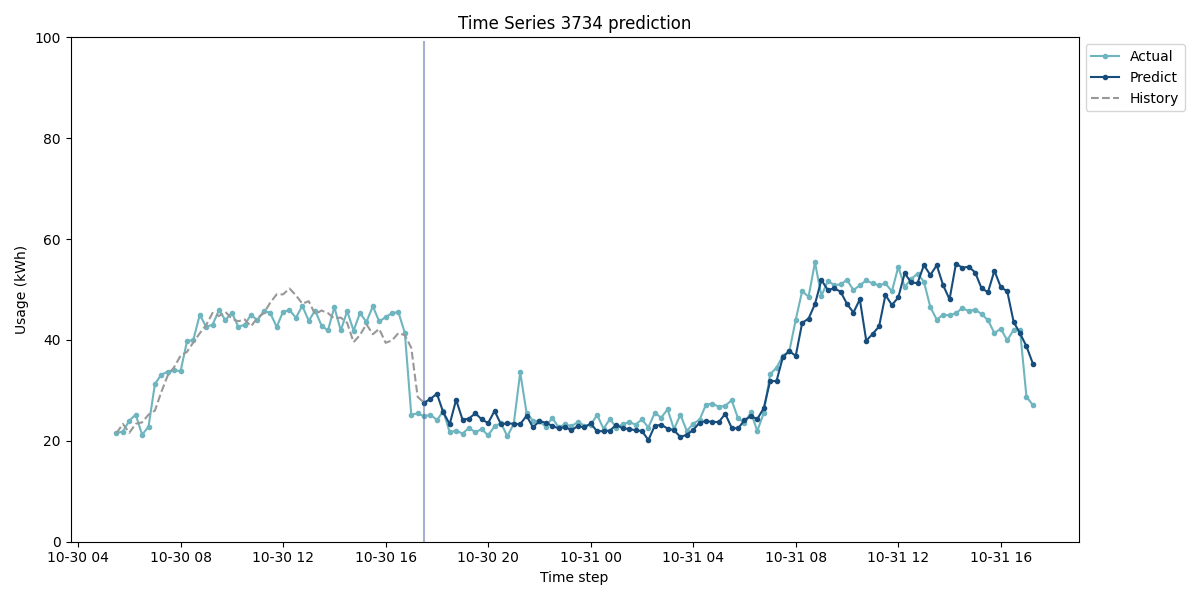 Time Series 3734 prediction
100
80
60
40
20
0
Usage (kWh)
10-30 04
10-30 08
10-30 12
10-30 16
10-30 20
10-31 00
10-31 04
10-31 08
10-31 12
10-31 16
Time step
Actual
Predict
History